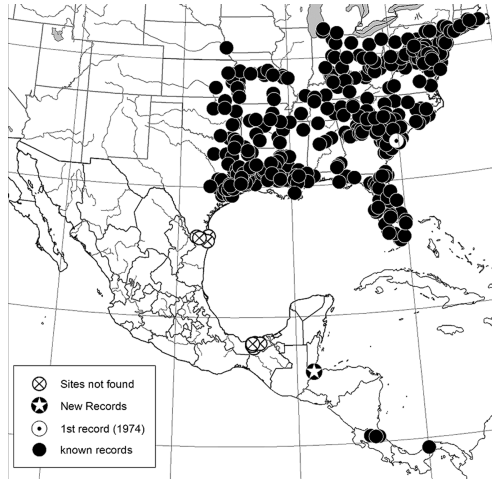 Sites not found
New Records
1st record (1974)
known records